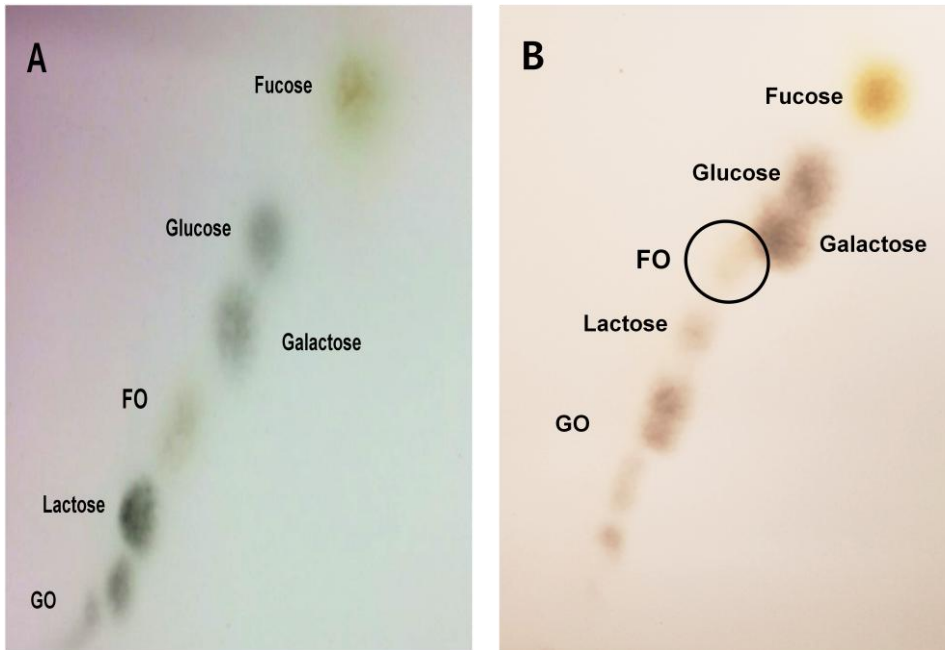 A
Fucose
Glucose
Galactose
FO
Lactose
GO
B
Fucose
Glucose
Galactose
FO
Lactose
GO